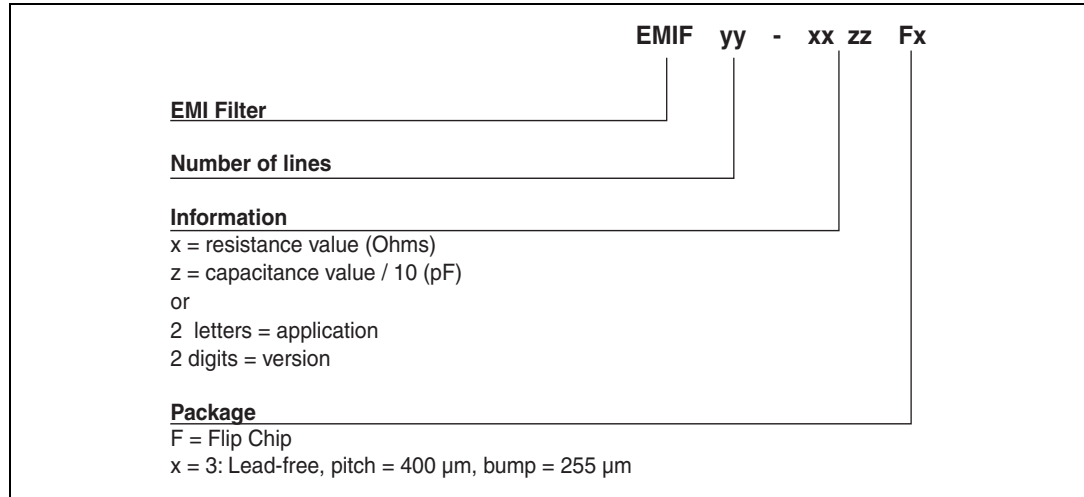 EMIF yy - xx zz Fx
EMI Filter
Number of lines
Information
x = resistance value (Ohms)
z = capacitance value / 10 (pF)
or
2 letters = application
2 digits = version
Package
F = Flip Chip
x = 3: Lead-free, pitch = 400 µm, bump = 255 µm